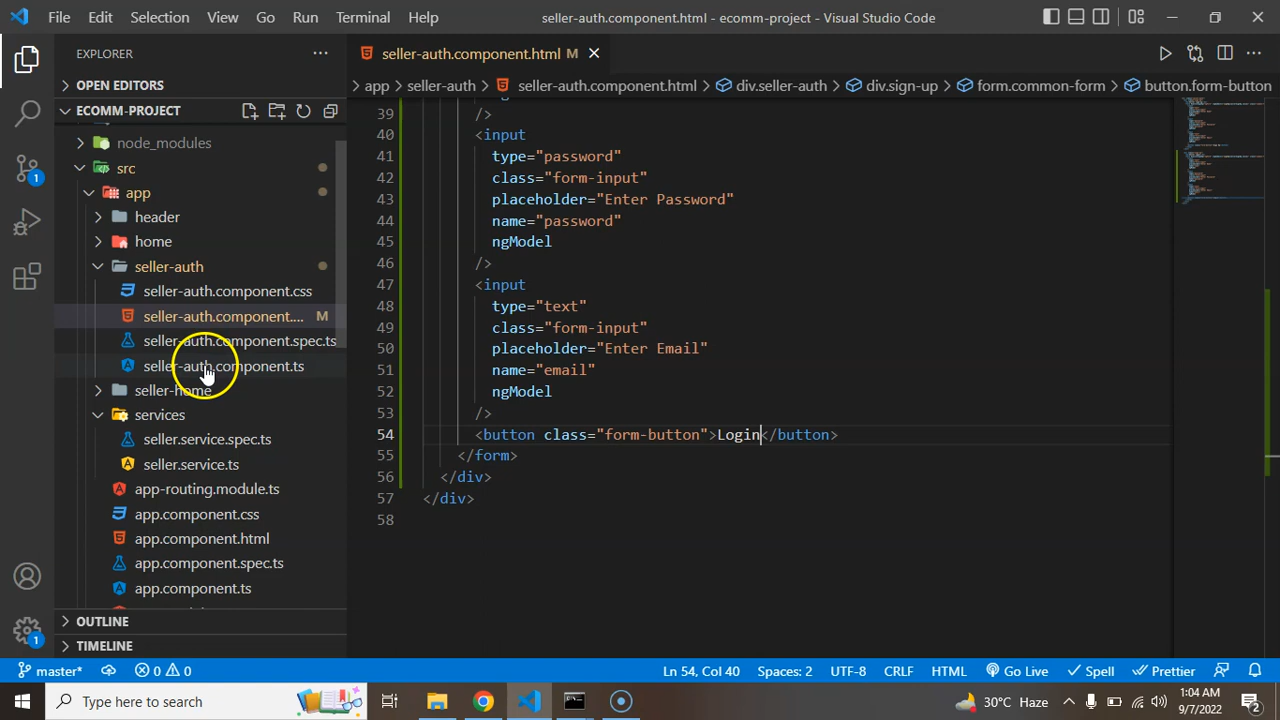 File Edit Selection View Go Run Terminal Help seller-auth.component.html - ecomm-project - Visual Studio Code
EXPLORER
OPEN EDITORS
ECOMM-PROJECT
node_modules
src
app
header
home
seller-auth
seller-auth.component.css
seller-auth.component.... M
seller-auth.component.spec.ts
seller-auth.component.ts
seller-home
services
seller.service.spec.ts
seller.service.ts
app-routing.module.ts
app.component.css
app.component.html
app.component.spec.ts
app.component.ts
OUTLINE
TIMELINE
1
1
seller-auth.component.html M
app > seller-auth > seller-auth.component.html > div.seller-auth > div.sign-up > form.common-form > button.form-button
39 />
40 <input
41 type="password"
42 class="form-input"
43 placeholder="Enter Password"
44 name="password"
45 ngModel
46 />
47 <input
48 type="text"
49 class="form-input"
50 placeholder="Enter Email"
51 name="email"
52 ngModel
53 />
54 <button class="form-button">Login</button>
55 </form>
56 </div>
57 </div>
58
master* 0 0 Ln 54, Col 40 Spaces: 2 UTF-8 CRLF HTML Go Live Spell Prettier
Type here to search 30°C Haze 1:04 AM
9/7/2022 2